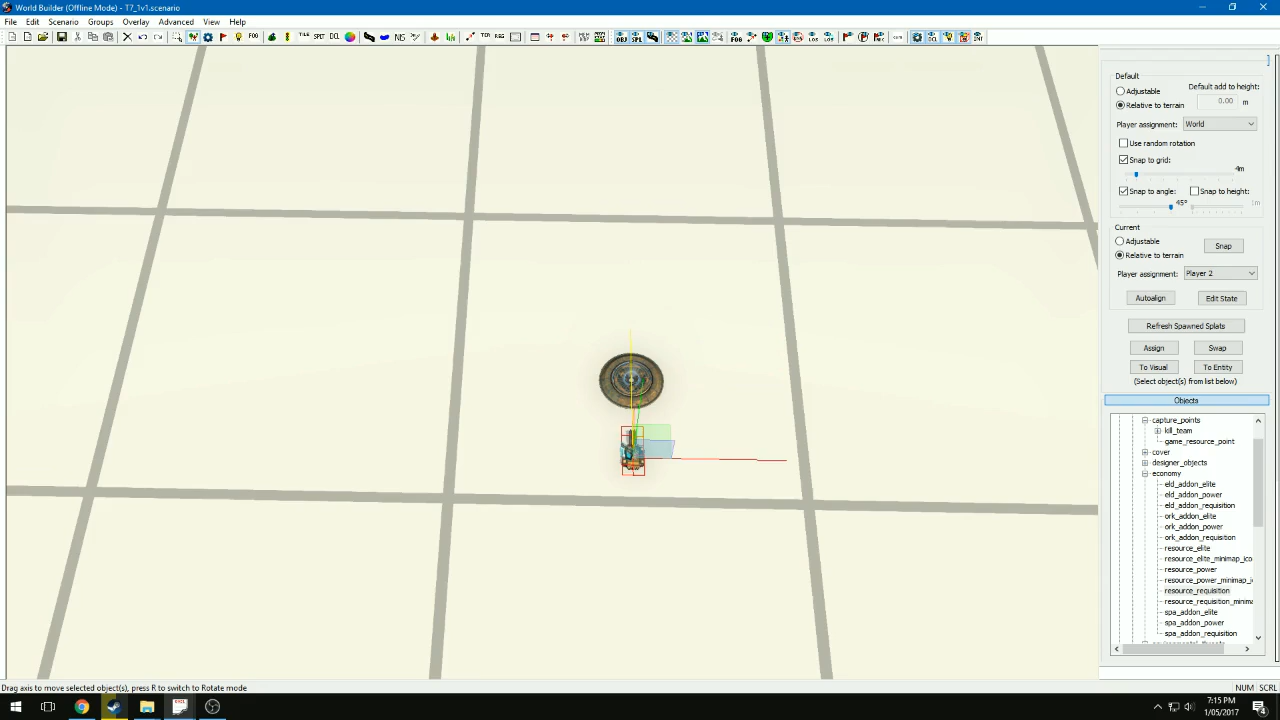 World Builder (Offline Mode) - T7_1v1.scenario
File Edit Scenario Groups Overlay Advanced View Help
Default
Adjustable
Default add to height:
Relative to terrain
0.00 m
Player assignment: World
Use random rotation
Snap to grid:
4m
Snap to angle: Snap to height:
45° 1m
Current
Adjustable
Snap
Relative to terrain
Player assignment: Player 2
Autoalign Edit State
Refresh Spawned Splats
Assign Swap
To Visual To Entity
(Select object(s) from list below)
Objects
capture_points
kill_team
game_resource_point
cover
designer_objects
economy
eld_addon_elite
eld_addon_power
eld_addon_requisition
ork_addon_elite
ork_addon_power
ork_addon_requisition
resource_elite
resource_elite_minimap_ico
resource_power
resource_power_minimap_i
resource_requisition
resource_requisition_minima
spa_addon_elite
spa_addon_power
spa_addon_requisition
Drag axis to move selected object(s), press R to switch to Rotate mode
NUM SCRL
7:15 PM
1/05/2017